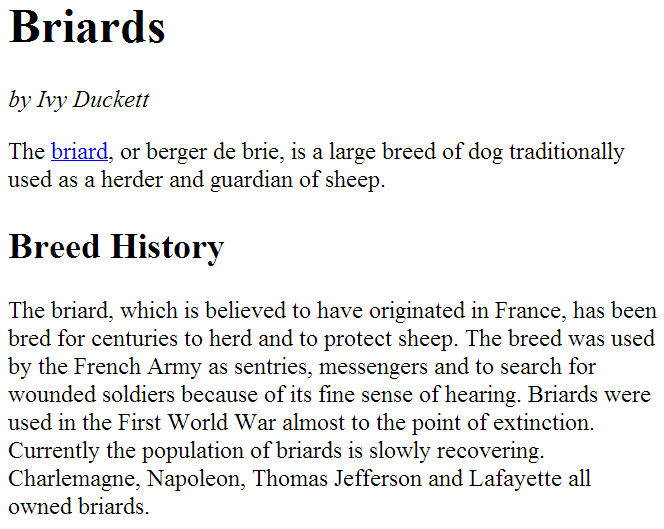 Briards
by Ivy Duckett
The briard, or berger de brie, is a large breed of dog traditionally
used as a herder and guardian of sheep.
Breed History
The briard, which is believed to have originated in France, has been
bred for centuries to herd and to protect sheep. The breed was used
by the French Army as sentries, messengers and to search for
wounded soldiers because of its fine sense of hearing. Briards were
used in the First World War almost to the point of extinction.
Currently the population of briards is slowly recovering.
Charlemagne, Napoleon, Thomas Jefferson and Lafayette all
owned briards.